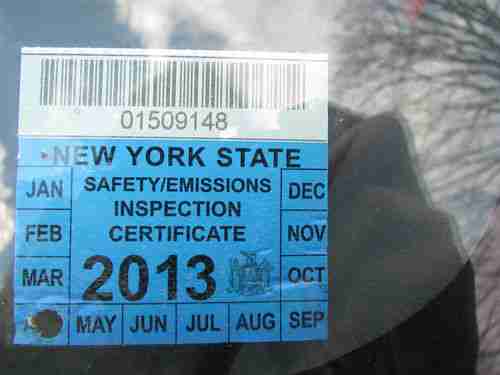 01509148
NEW YORK STATE
JAN SAFETY/EMISSIONS DEC
INSPECTION
FEB CERTIFICATE NOV
MAR 2013 OCT
MAY JUN JUL AUG SEP